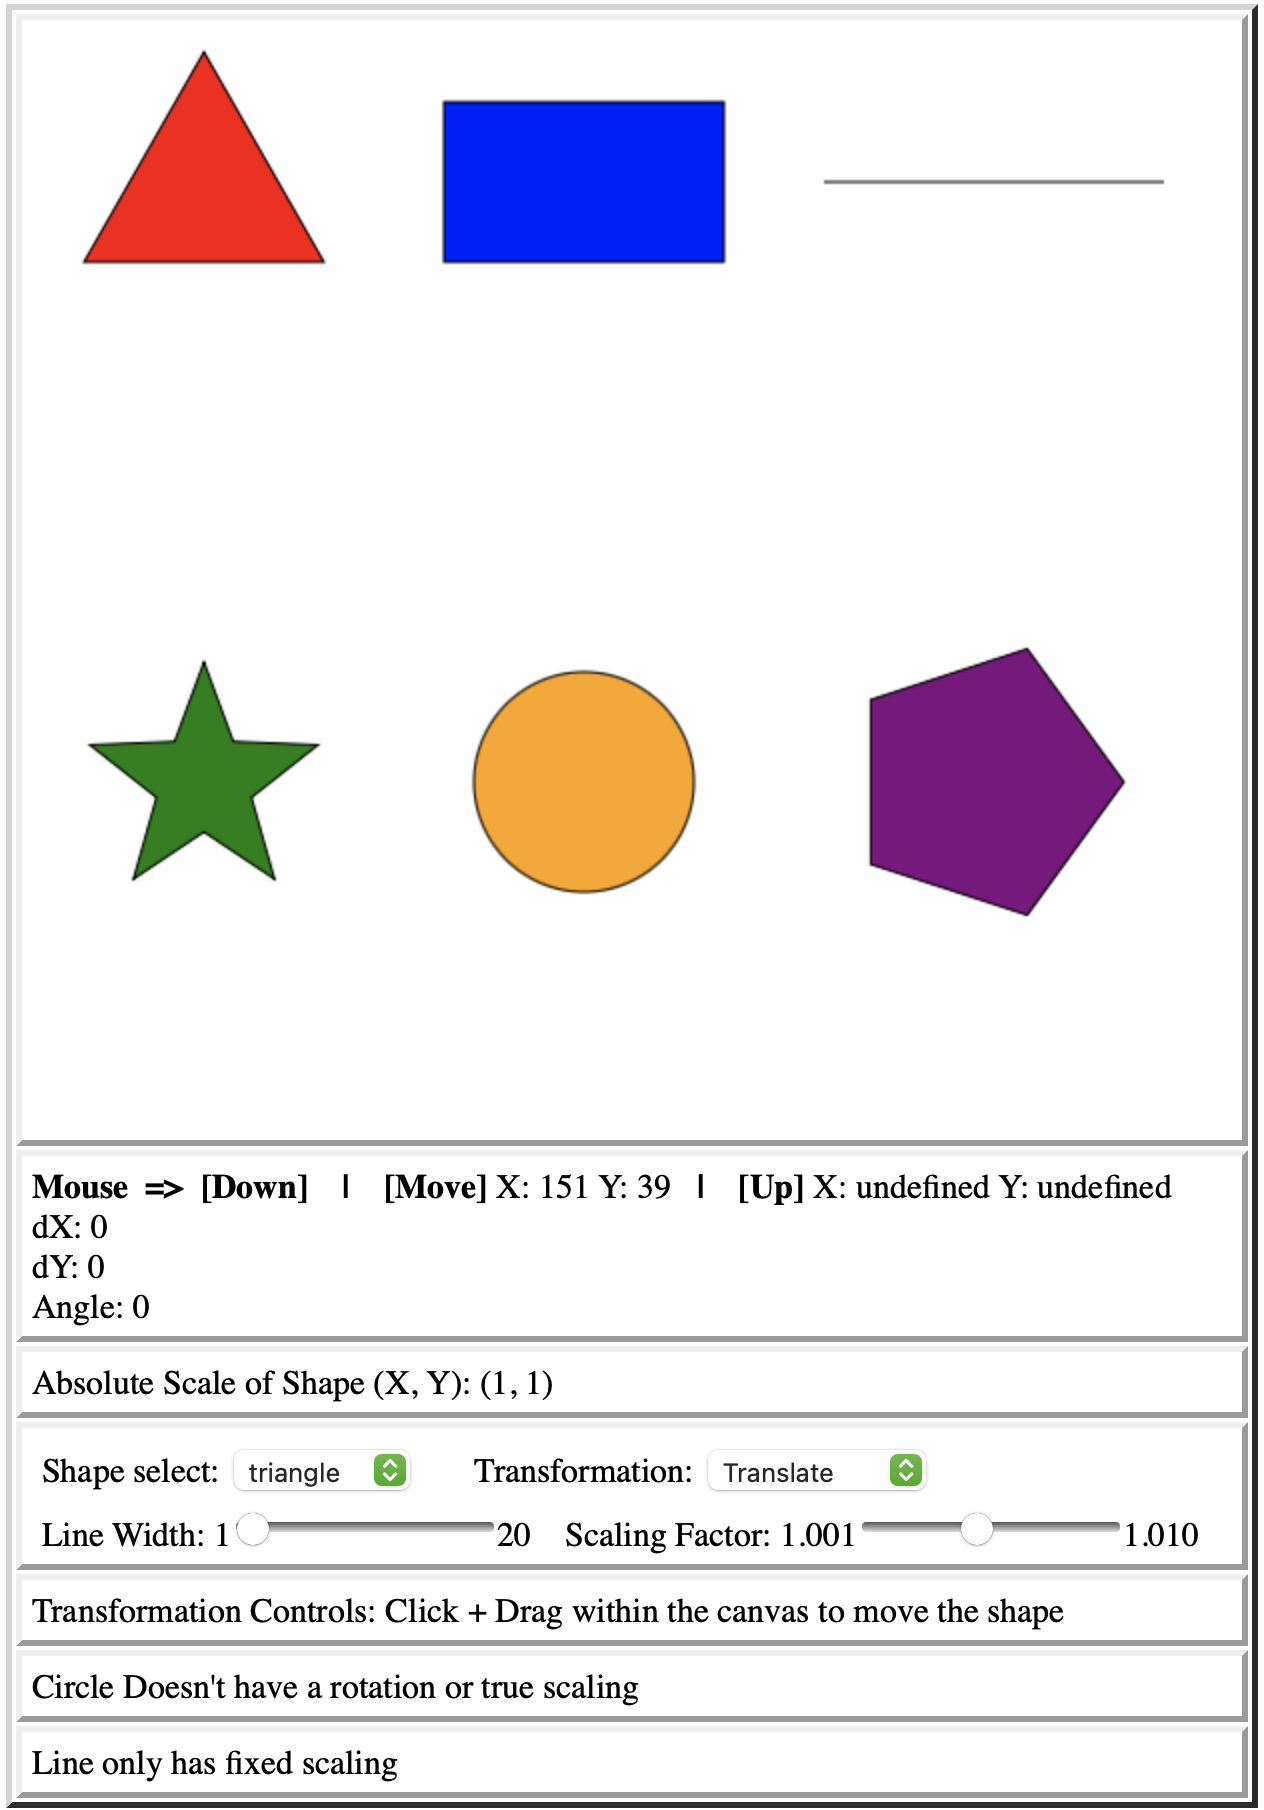 Mouse => [Down] | [Move] X: 151 Y: 39 | [Up] X: undefined Y: undefined
dX: 0
dY: 0
Angle: 0
Absolute Scale of Shape (X, Y): (1, 1)
Shape select: triangle Transformation: Translate
Line Width: 1 20 Scaling Factor: 1.001 1.010
Transformation Controls: Click + Drag within the canvas to move the shape
Circle Doesn't have a rotation or true scaling
Line only has fixed scaling